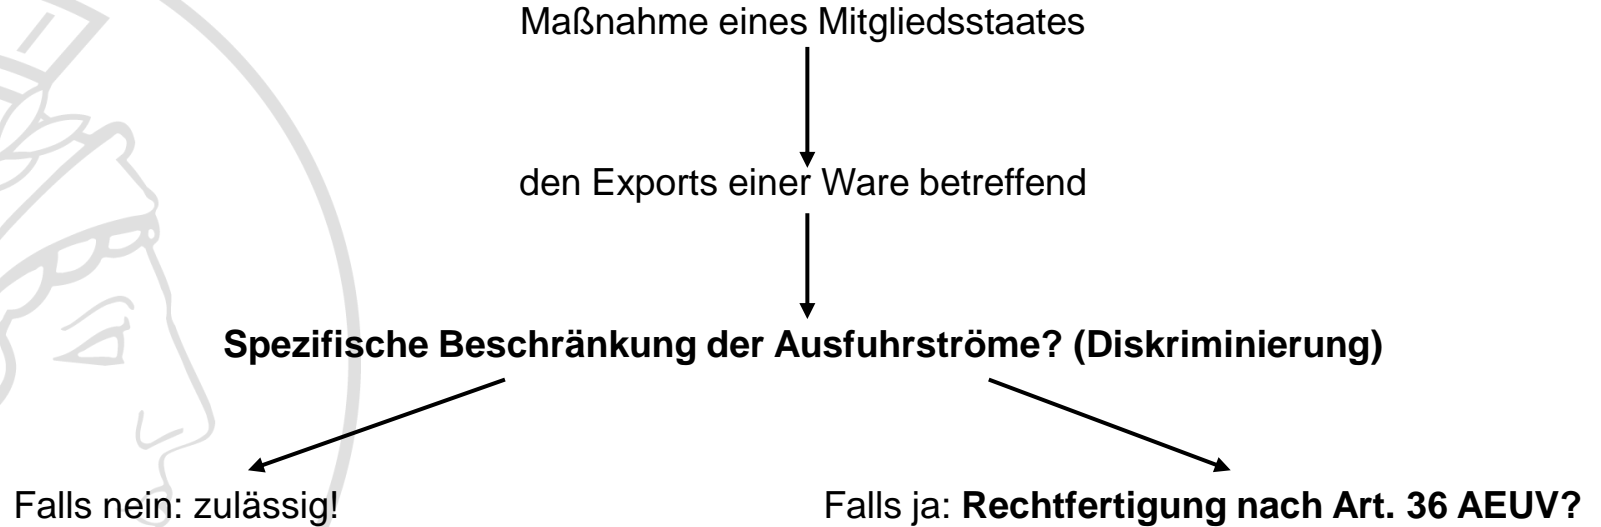 Maßnahme eines Mitgliedsstaates
den Exports einer Ware betreffend
Spezifische Beschränkung der Ausfuhrströme? (Diskriminierung)
Falls nein: zulässig!
Falls ja: Rechtfertigung nach Art. 36 AEUV?